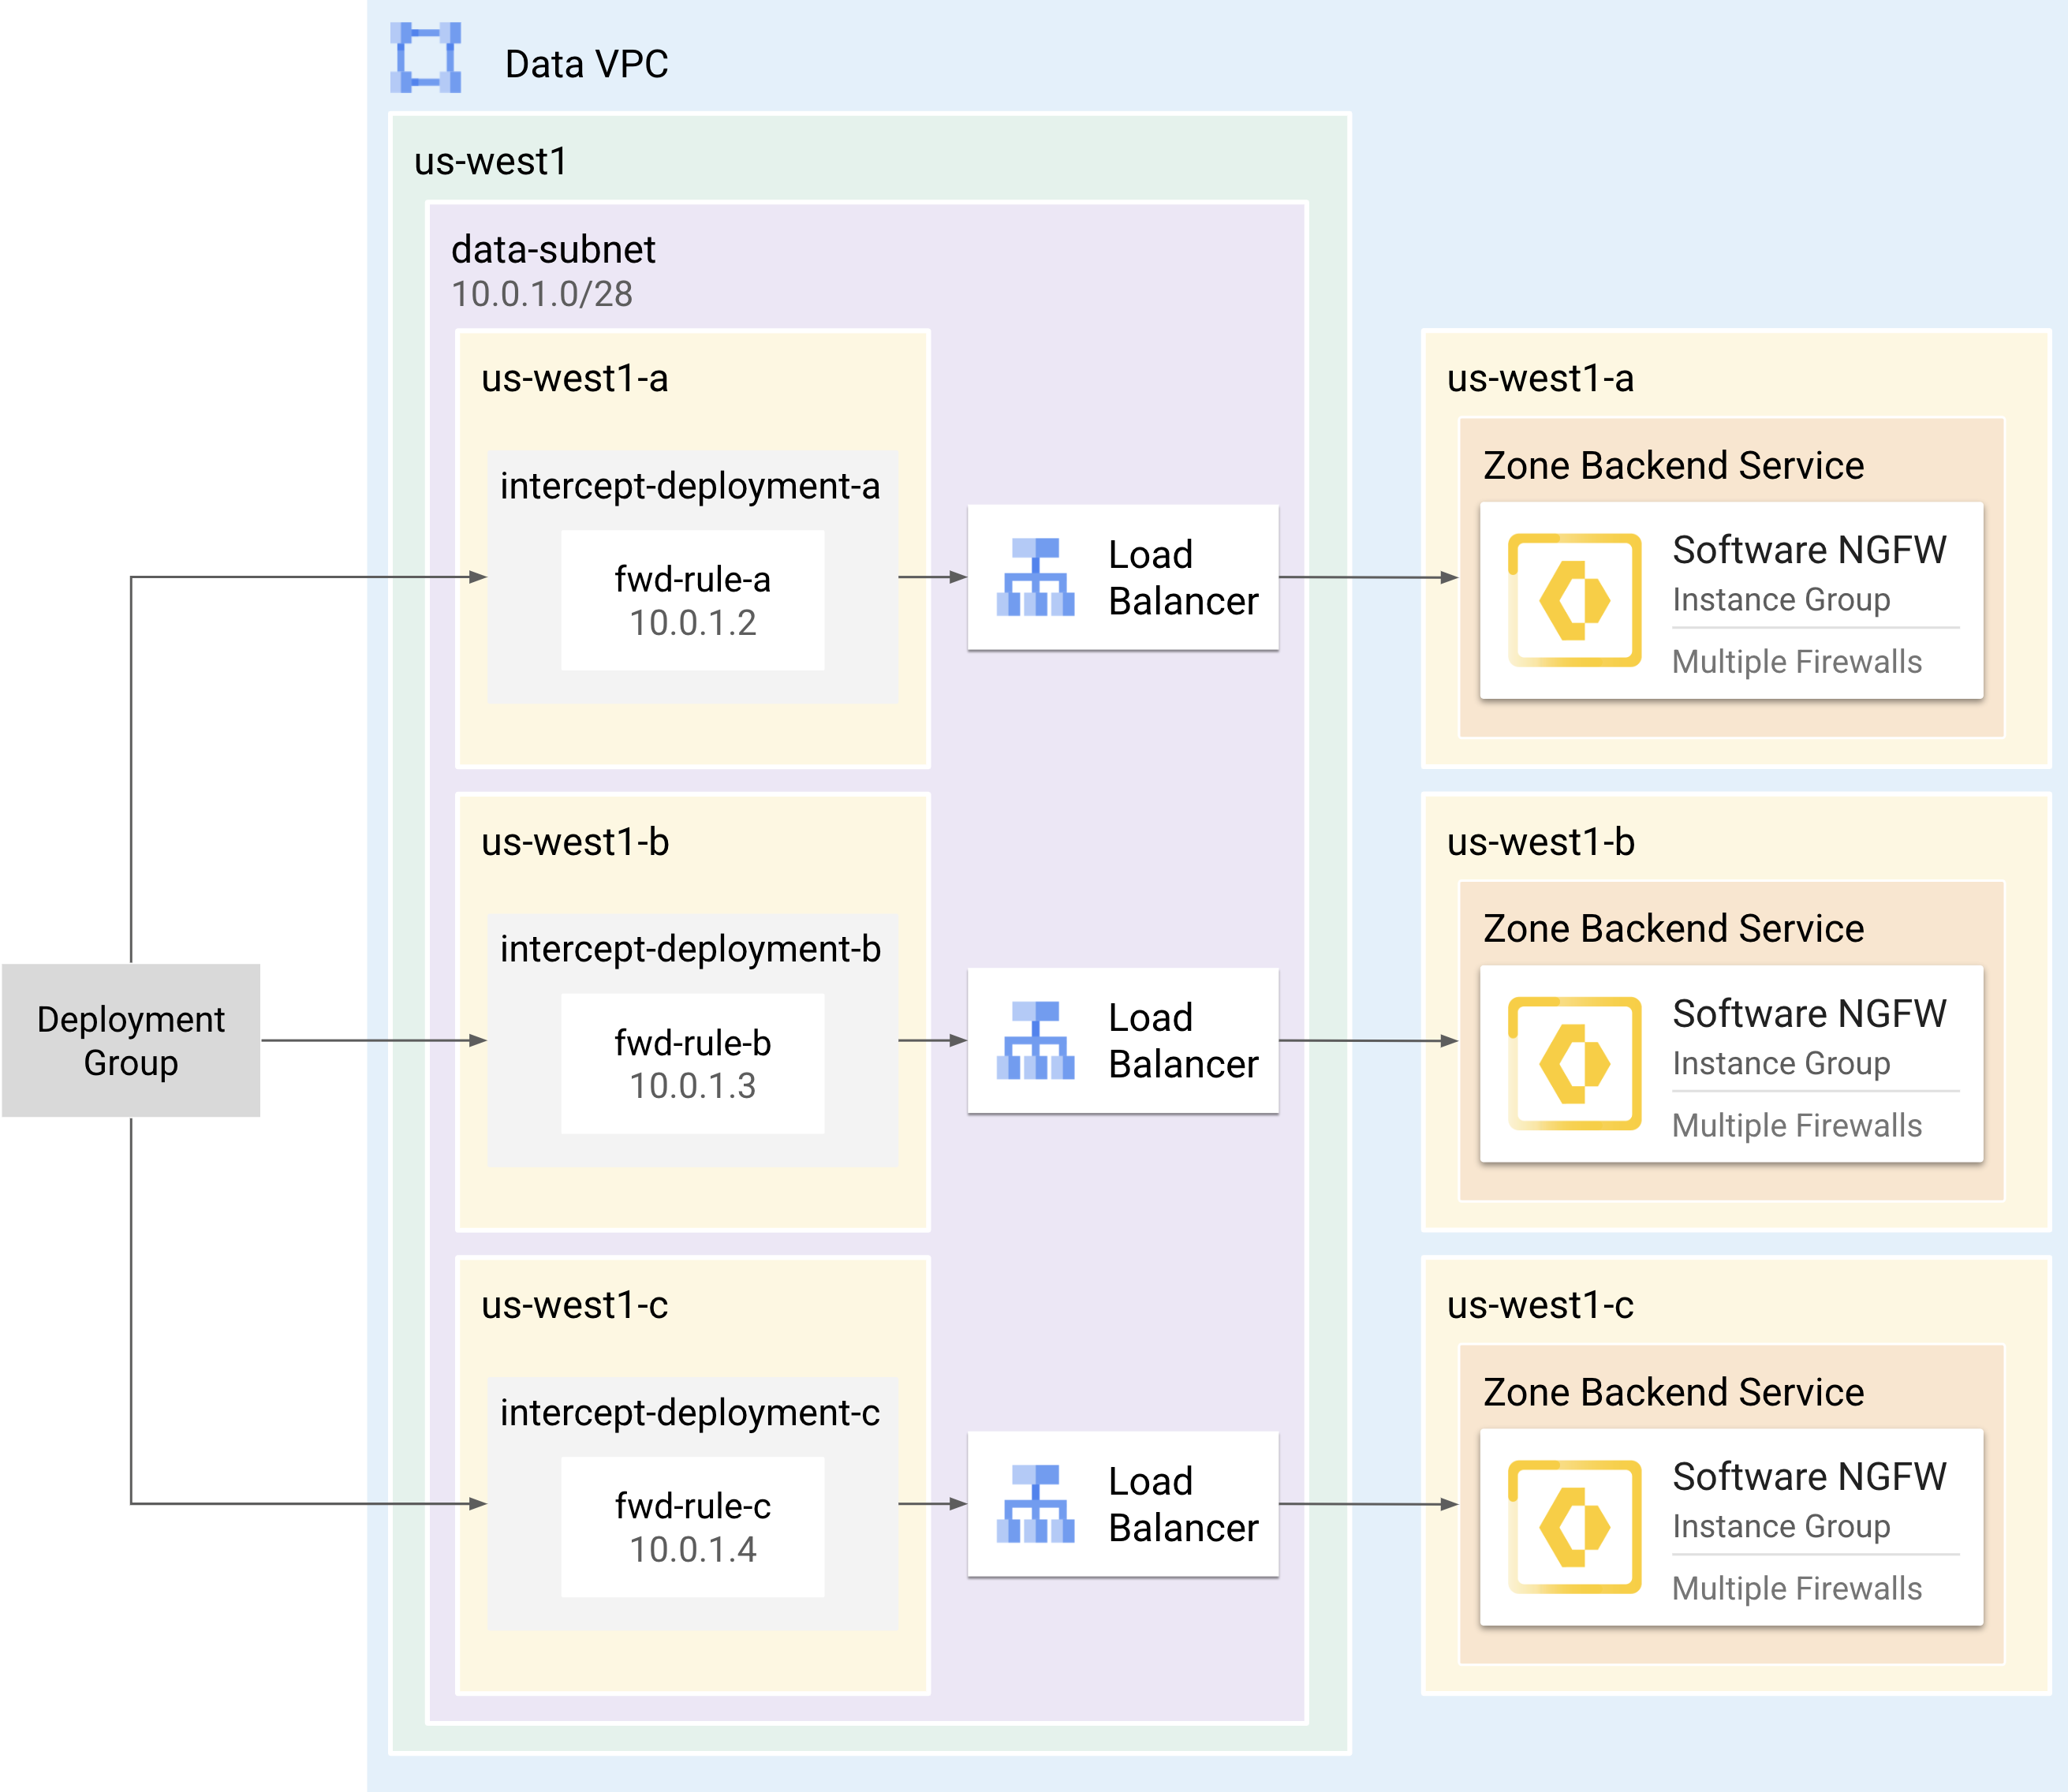 Data VPC
us-west1
data-subnet
10.0.1.0/28
us-west1-a
intercept-deployment-a
fwd-rule-a
10.0.1.2
Load
Balancer
us-west1-a
Zone Backend Service
Software NGFW
Instance Group
Multiple Firewalls
Deployment
Group
us-west1-b
intercept-deployment-b
fwd-rule-b
10.0.1.3
Load
Balancer
us-west1-b
Zone Backend Service
Software NGFW
Instance Group
Multiple Firewalls
us-west1-c
intercept-deployment-c
fwd-rule-c
10.0.1.4
Load
Balancer
us-west1-c
Zone Backend Service
Software NGFW
Instance Group
Multiple Firewalls